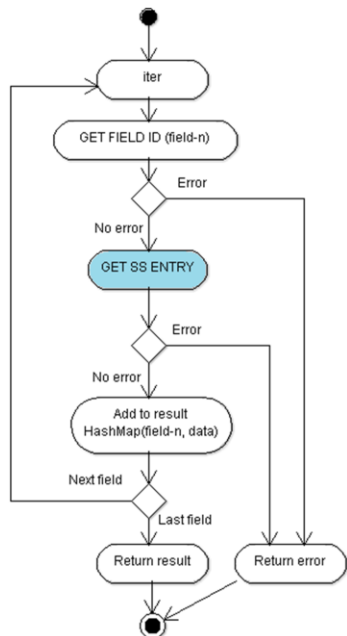 iter
GET FIELD ID (field-n)
Error
No error
GET SS ENTRY
Error
No error
Add to result
HashMap(field-n, data)
Next field
Last field
Return result
Return error